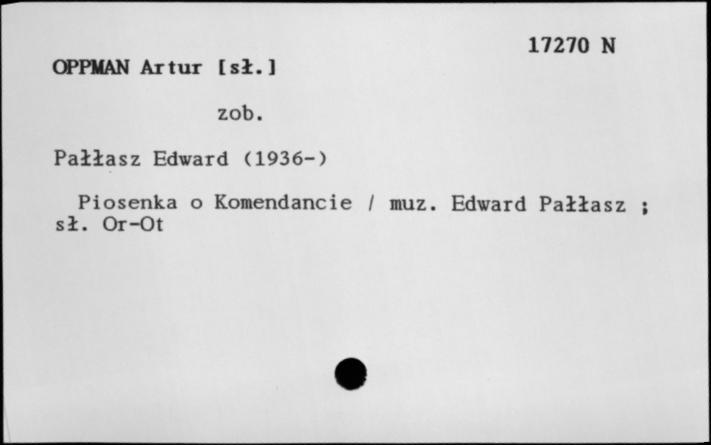 17270 N
OPPMAN Artur [sł.]
zob.
Pałłasz Edward (1936-)
Piosenka o Komendancie / muz. Edward Pałłasz ;
sł. Or-Ot